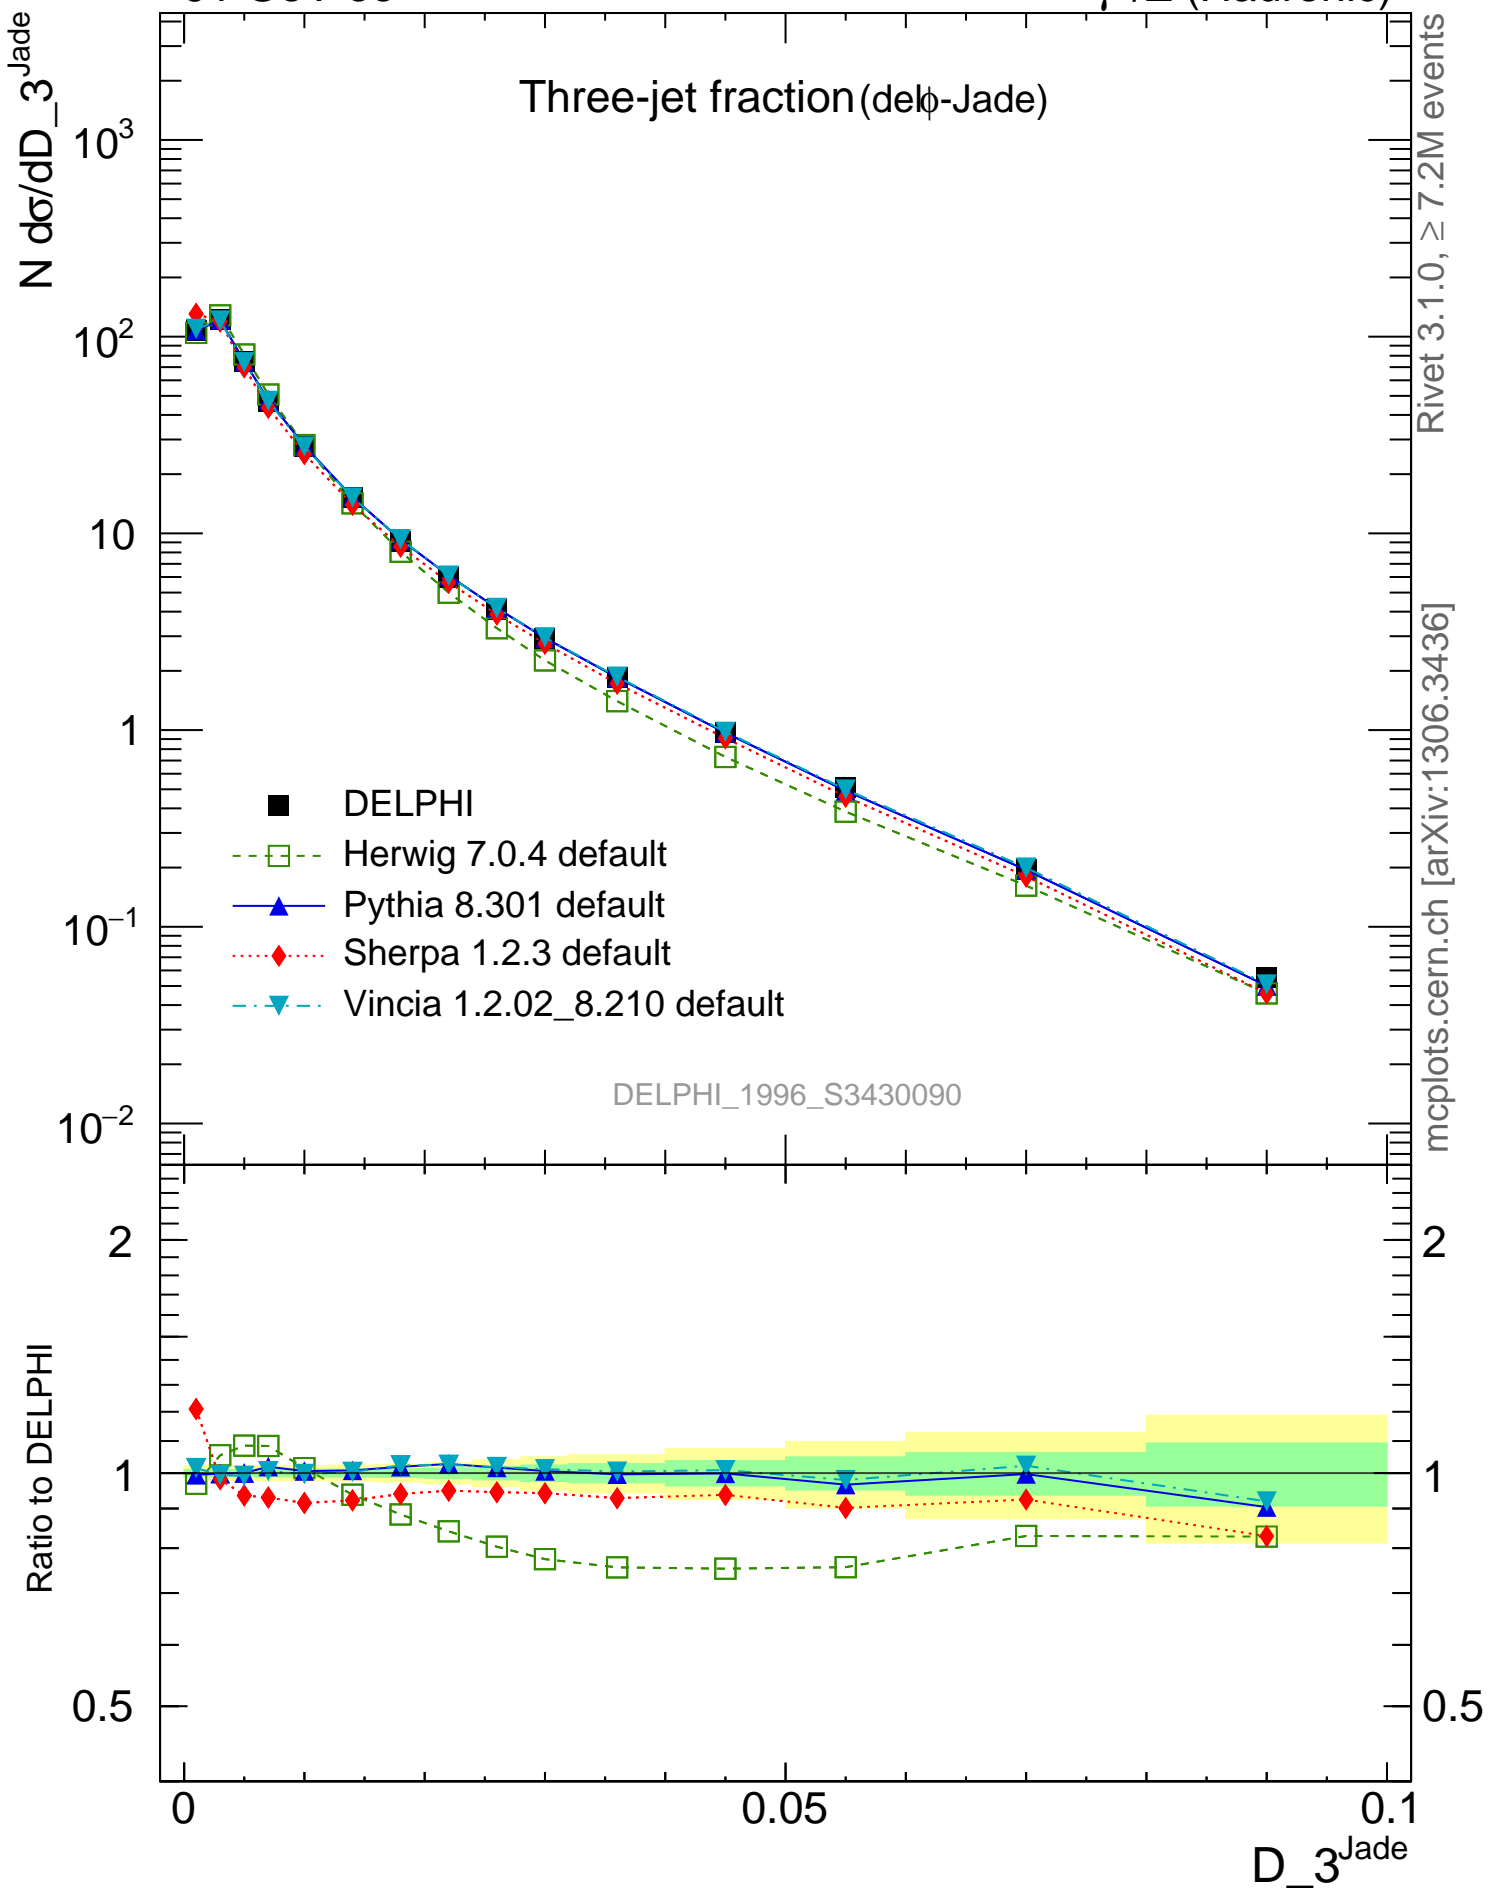 Three-jet fraction (delϕ-Jade)
N dσ/dD_3^Jade
10^3
10^2
10
1
10^−1
10^−2
DELPHI
Herwig 7.0.4 default
Pythia 8.301 default
Sherpa 1.2.3 default
Vincia 1.2.02_8.210 default
DELPHI_1996_S3430090
Rivet 3.1.0, ≥ 7.2M events
mcplots.cern.ch [arXiv:1306.3436]
Ratio to DELPHI
2
1
0.5
2
1
0.5
0
0.05
0.1
D_3^Jade